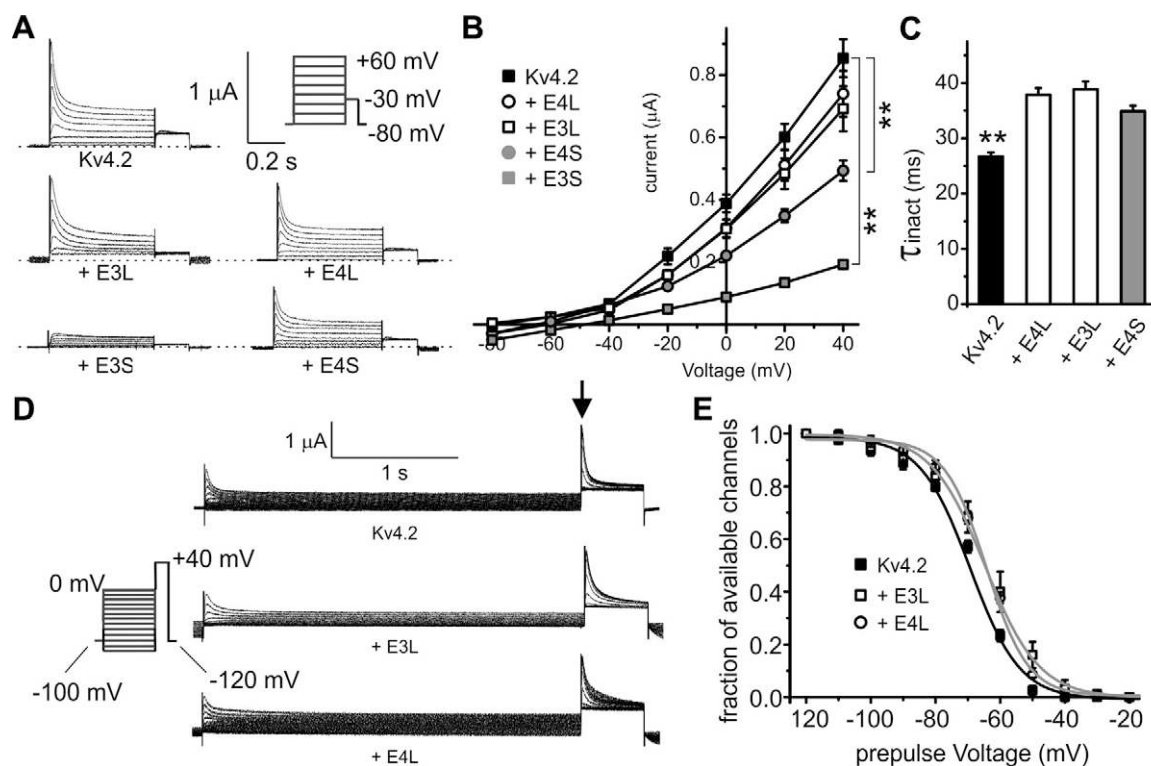 A
+60 mV
1 µA
-30 mV
-80 mV
0.2 s
Kv4.2
+ E3L
+ E4L
+ E3S
+ E4S
B
Kv4.2
+ E4L
+ E3L
+ E4S
+ E3S
current (µA)
0.8
0.6
0.4
0.2
-80 -60 -40 -20 0 20 40
Voltage (mV)
**
**
C
τinact (ms)
50
40
30
20
10
0
**
Kv4.2
+ E4L
+ E3L
+ E4S
D
1 µA
1 s
Kv4.2
+40 mV
0 mV
-100 mV
-120 mV
+ E3L
+ E4L
E
fraction of available channels
1.0
0.8
0.6
0.4
0.2
0.0
Kv4.2
+ E3L
+ E4L
120 -100 -80 -60 -40 -20
prepulse Voltage (mV)